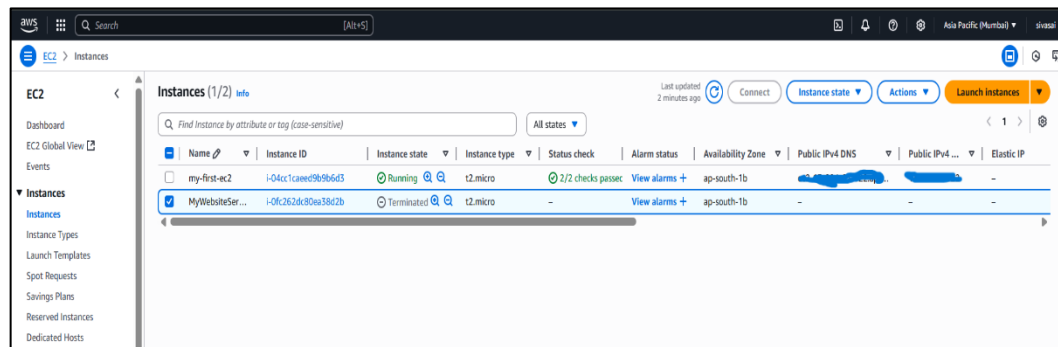 aws Search [Alt+S] Asia Pacific (Mumbai) ▼ sivasai
EC2 > Instances
EC2
Dashboard
EC2 Global View
Events
▼ Instances
Instances
Instance Types
Launch Templates
Spot Requests
Savings Plans
Reserved Instances
Dedicated Hosts
Instances (1/2) Info
Last updated
2 minutes ago
Connect Instance state ▼ Actions ▼ Launch instances ▼
Find Instance by attribute or tag (case-sensitive) All states ▼ < 1 >
Name Instance ID Instance state Instance type Status check Alarm status Availability Zone Public IPv4 DNS Public IPv4 ... Elastic IP
my-first-ec2 i-04cc1caeed9b9b6d3 Running t2.micro 2/2 checks passec View alarms + ap-south-1b –
MyWebsiteSer... i-0fc262dc80ea38d2b Terminated t2.micro – View alarms + ap-south-1b – – –